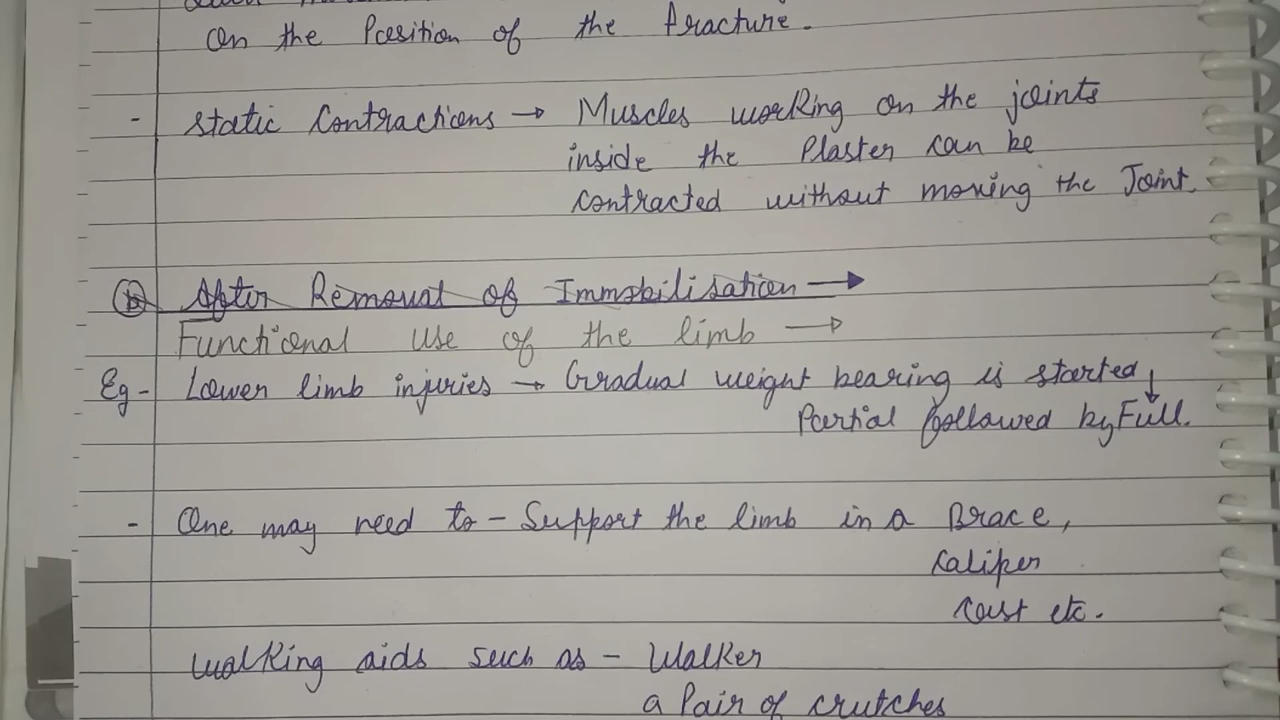 on the Position of the fracture.
- Static Contractions → Muscles working on the joints
inside the Plaster can be
contracted without moving the Joint.
(b) After Removal of Immobilisation →
Functional use of the limb →
Eg- Lower limb injuries → Gradual weight bearing is started ↓
Partial followed by Full.
- One may need to - Support the limb in a Brace,
caliper
cast etc.
walking aids such as - Walker
a Pair of crutches